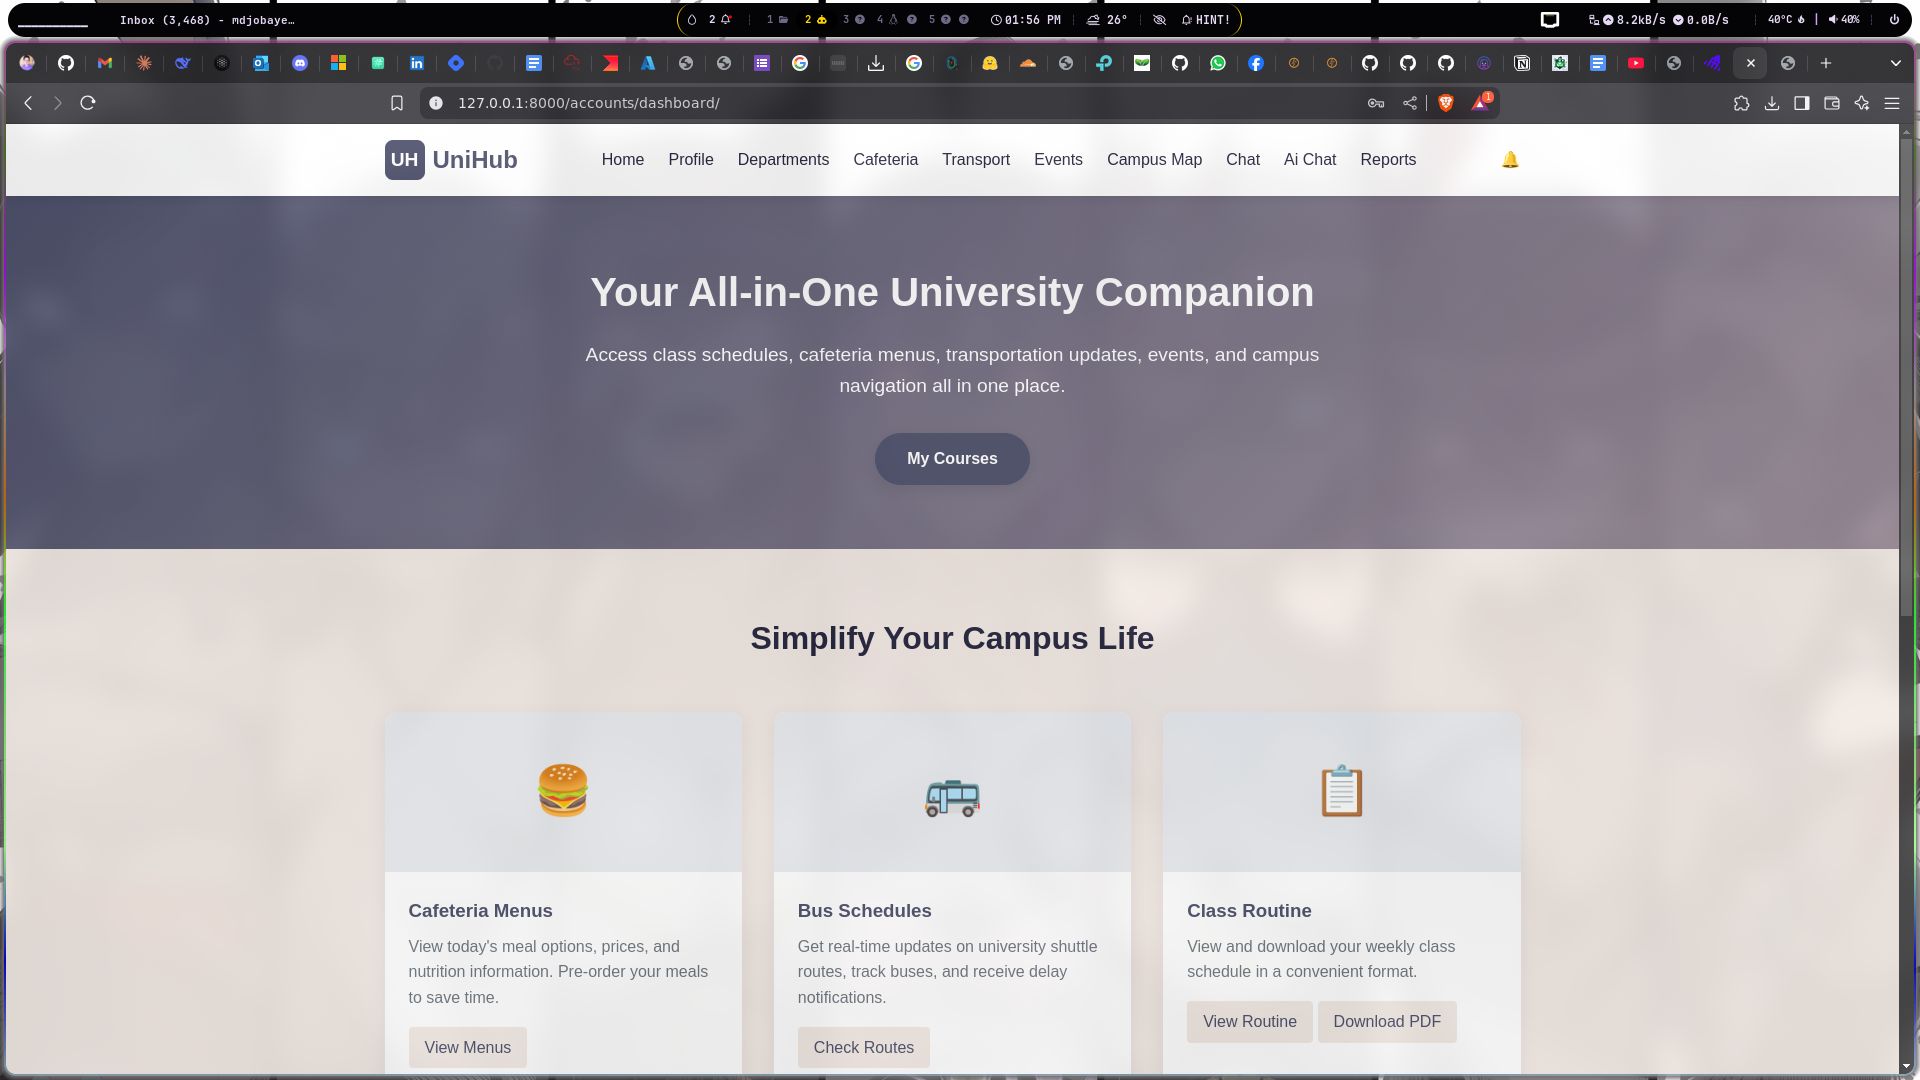 Inbox (3,468) - mdjobaye…
2
1
2
3
4
5
01:56 PM
26°
HINT!
8.2kB/s
0.0B/s
40°C
40%
127.0.0.1:8000/accounts/dashboard/
1
UH UniHub
Home
Profile
Departments
Cafeteria
Transport
Events
Campus Map
Chat
Ai Chat
Reports
Your All-in-One University Companion
Access class schedules, cafeteria menus, transportation updates, events, and campus
navigation all in one place.
My Courses
Simplify Your Campus Life
Cafeteria Menus
View today's meal options, prices, and
nutrition information. Pre-order your meals
to save time.
View Menus
Bus Schedules
Get real-time updates on university shuttle
routes, track buses, and receive delay
notifications.
Check Routes
Class Routine
View and download your weekly class
schedule in a convenient format.
View Routine
Download PDF